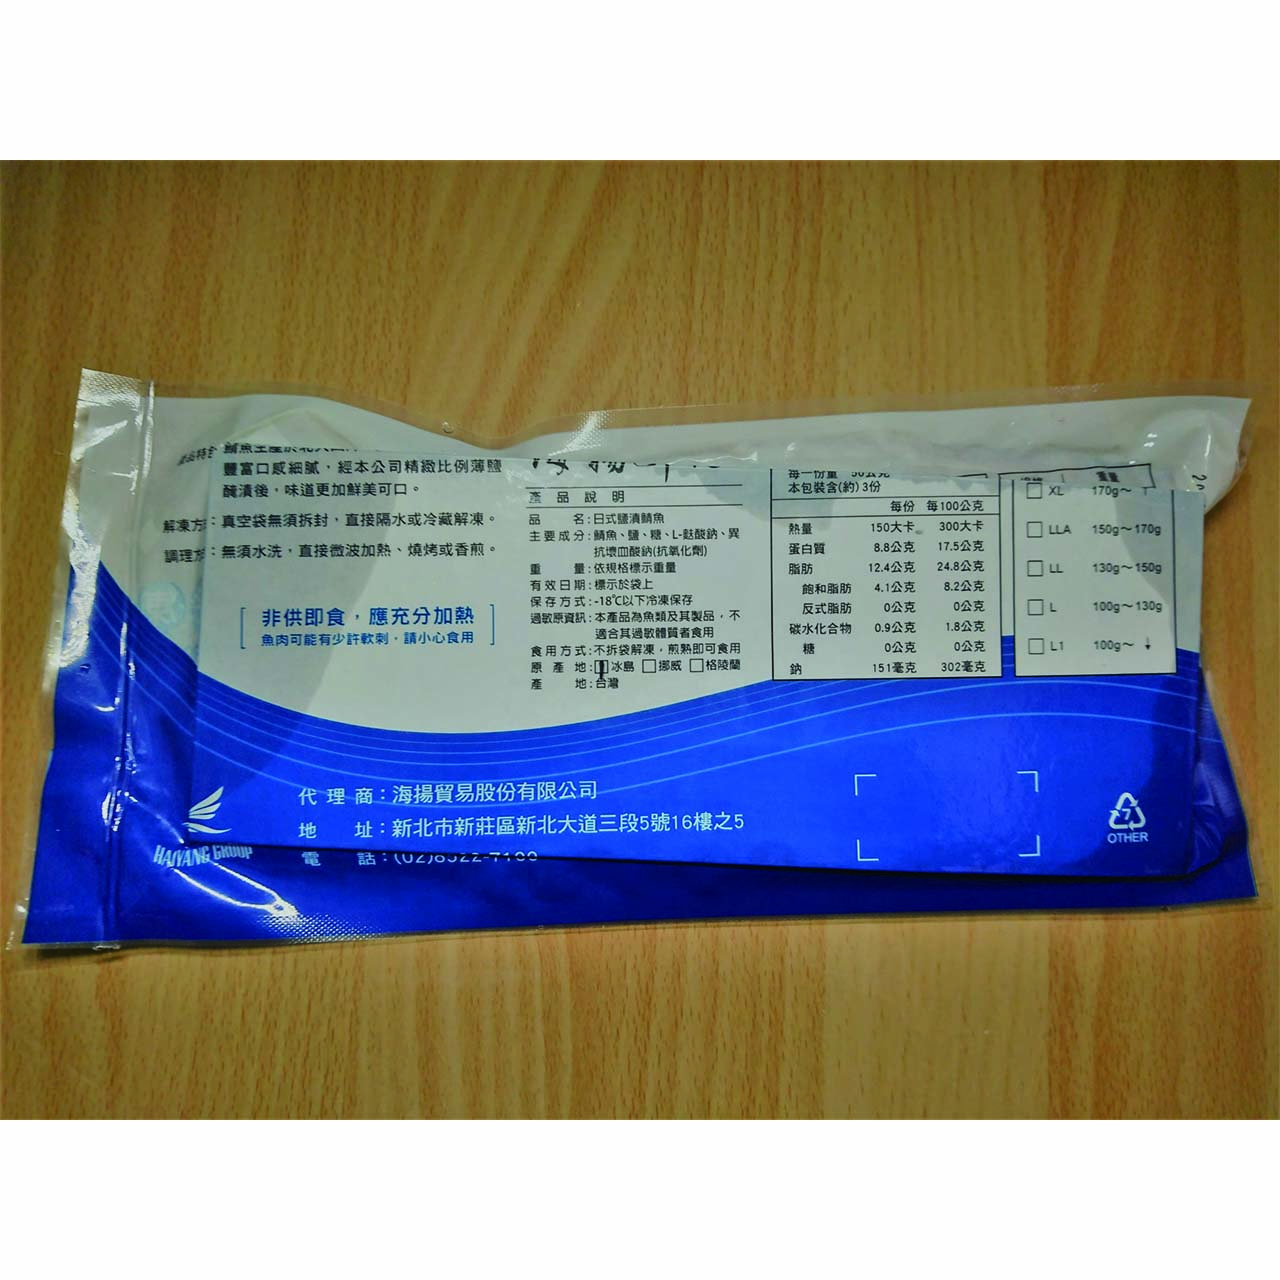 豐富口感細膩，經本公司精緻比例薄鹽
醃漬後，味道更加鮮美可口。
解凍方：真空袋無須拆封，直接隔水或冷藏解凍。
調理方：無須水洗，直接微波加熱、燒烤或香煎。
非供即食，應充分加熱
魚肉可能有少許軟刺，請小心食用
產品說明
品名：日式鹽漬鯖魚
主要成分：鯖魚、鹽、糖、L-麩酸鈉、異
抗壞血酸鈉(抗氧化劑)
重量：依規格標示重量
有效日期：標示於袋上
保存方式：-18℃以下冷凍保存
過敏原資訊：本產品為魚類及其製品，不
適合其過敏體質者食用
食用方式：不拆袋解凍，煎熟即可食用
原產地：冰島 挪威 格陵蘭
產地：台灣
每一份量 50公克
本包裝含(約)3份
每份 每100公克
熱量 150大卡 300大卡
蛋白質 8.8公克 17.5公克
脂肪 12.4公克 24.8公克
飽和脂肪 4.1公克 8.2公克
反式脂肪 0公克 0公克
碳水化合物 0.9公克 1.8公克
糖 0公克 0公克
鈉 151毫克 302毫克
重量
XL 170g～↑
LLA 150g～170g
LL 130g～150g
L 100g～130g
L1 100g～↓
代理商：海揚貿易股份有限公司
地址：新北市新莊區新北大道三段5號16樓之5
電話：(02)8522-7100
HAIYANG GROUP
7
OTHER